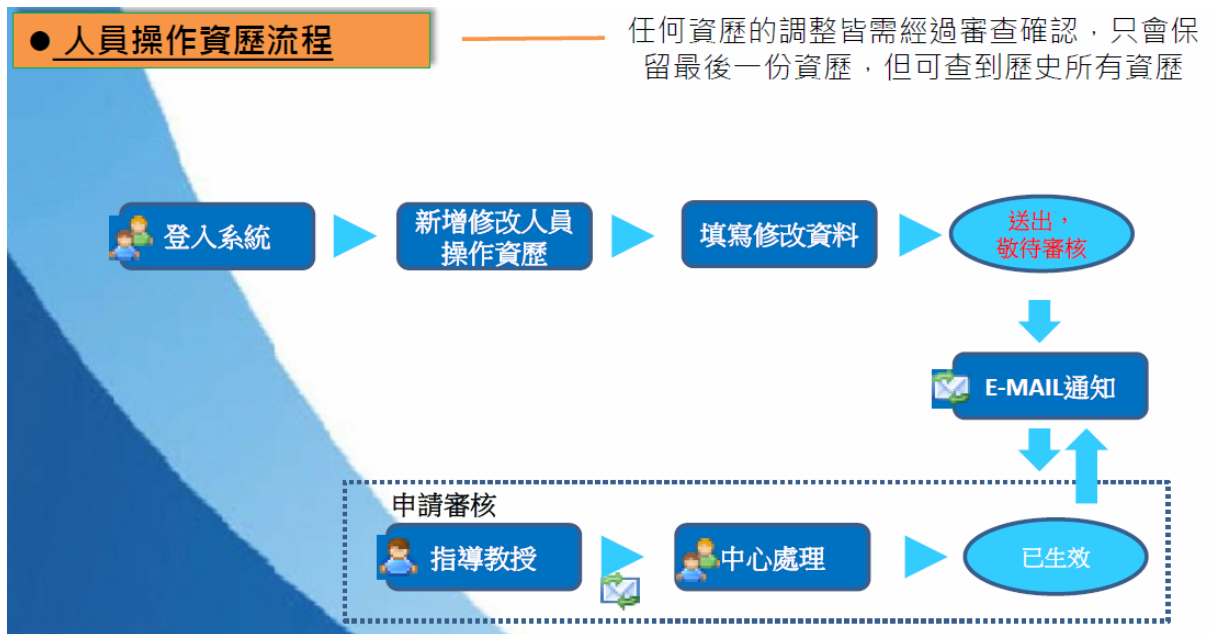 ● 人員操作資歷流程
任何資歷的調整皆需經過審查確認，只會保
留最後一份資歷，但可查到歷史所有資歷
登入系統
新增修改人員
操作資歷
填寫修改資料
送出，
敬待審核
E-MAIL通知
申請審核
指導教授
中心處理
已生效